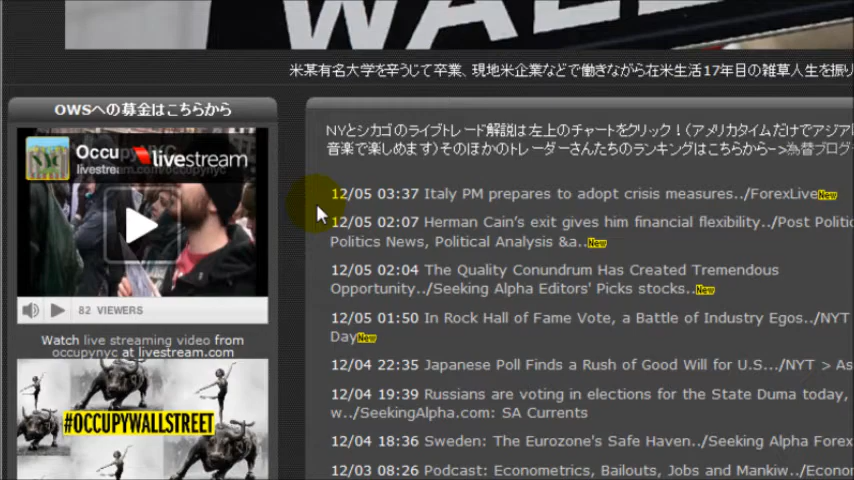 WALL
米某有名大学を辛うじて卒業、現地米企業などで働きながら在米生活17年目の雑草人生を振り
OWSへの募金はこちらから
NYC
Occupy NYC
livestream
livestream.com/occupynyc
82 VIEWERS
Watch live streaming video from
occupynyc at livestream.com
#OCCUPYWALLSTREET
NYとシカゴのライブトレード解説は左上のチャートをクリック！(アメリカタイムだけでアジア
音楽で楽しめます)そのほかのトレーダーさんたちのランキングはこちらから->為替ブログ
12/05 03:37 Italy PM prepares to adopt crisis measures../ForexLive New
12/05 02:07 Herman Cain's exit gives him financial flexibility../Post Politic
Politics News, Political Analysis &a.. New
12/05 02:04 The Quality Conundrum Has Created Tremendous
Opportunity../Seeking Alpha Editors' Picks stocks.. New
12/05 01:50 In Rock Hall of Fame Vote, a Battle of Industry Egos../NYT
Day New
12/04 22:35 Japanese Poll Finds a Rush of Good Will for U.S.../NYT > As
12/04 19:39 Russians are voting in elections for the State Duma today,
w../SeekingAlpha.com: SA Currents
12/04 18:36 Sweden: The Eurozone's Safe Haven../Seeking Alpha Forex
12/03 08:26 Podcast: Econometrics, Bailouts, Jobs and Mankiw../Econo